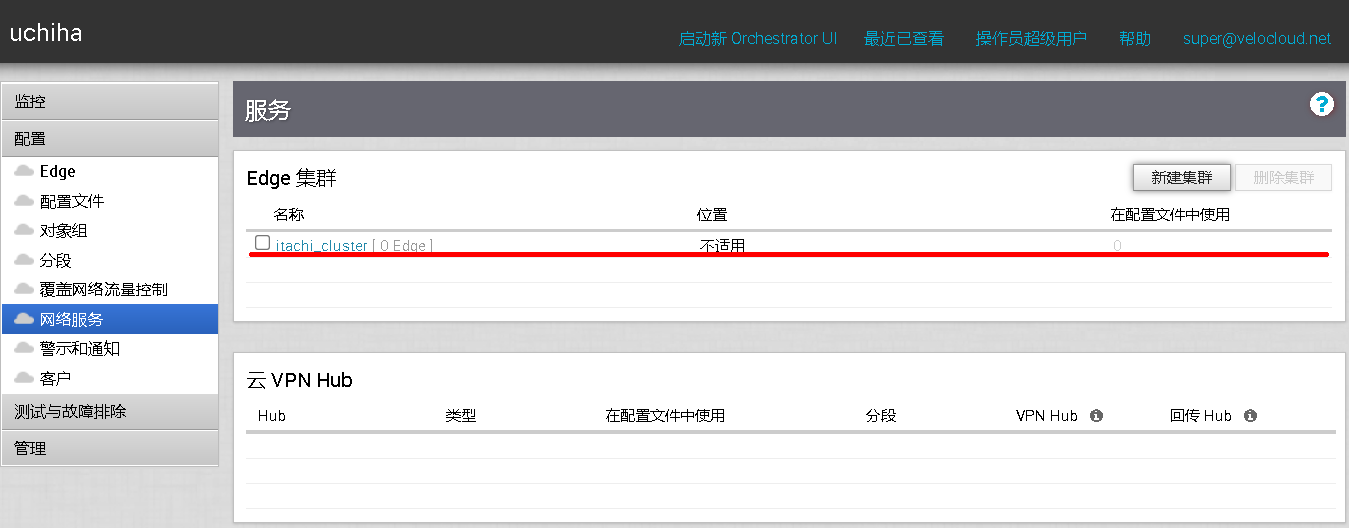 uchiha
启动新 Orchestrator UI 最近已查看 操作员超级用户 帮助 super@velocloud.net
监控
配置
Edge
配置文件
对象组
分段
覆盖网络流量控制
网络服务
警示和通知
客户
测试与故障排除
管理
服务 ?
Edge 集群 新建集群 删除集群
名称 位置 在配置文件中使用
itachi_cluster [ 0 Edge ] 不适用 0
云 VPN Hub
Hub 类型 在配置文件中使用 分段 VPN Hub 回传 Hub